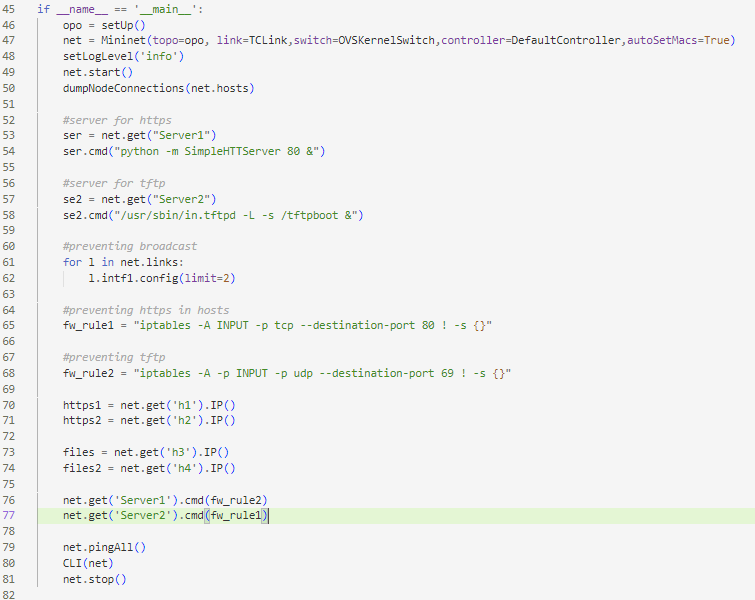 45 if __name__ == '__main__':
46 opo = setUp()
47 net = Mininet(topo=opo, link=TCLink,switch=OVSKernelSwitch,controller=DefaultController,autoSetMacs=True)
48 setLogLevel('info')
49 net.start()
50 dumpNodeConnections(net.hosts)
51
52 #server for https
53 ser = net.get("Server1")
54 ser.cmd("python -m SimpleHTTServer 80 &")
55
56 #server for tftp
57 se2 = net.get("Server2")
58 se2.cmd("/usr/sbin/in.tftpd -L -s /tftpboot &")
59
60 #preventing broadcast
61 for l in net.links:
62 l.intf1.config(limit=2)
63
64 #preventing https in hosts
65 fw_rule1 = "iptables -A INPUT -p tcp --destination-port 80 ! -s {}"
66
67 #preventing tftp
68 fw_rule2 = "iptables -A -p INPUT -p udp --destination-port 69 ! -s {}"
69
70 https1 = net.get('h1').IP()
71 https2 = net.get('h2').IP()
72
73 files = net.get('h3').IP()
74 files2 = net.get('h4').IP()
75
76 net.get('Server1').cmd(fw_rule2)
77 net.get('Server2').cmd(fw_rule1)
78
79 net.pingAll()
80 CLI(net)
81 net.stop()
82